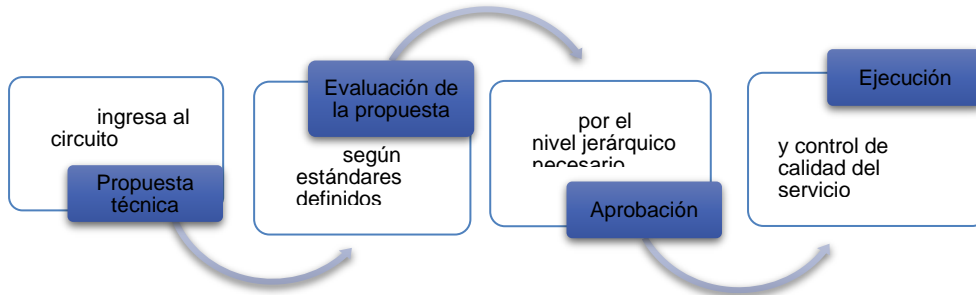 ingresa al
circuito
Propuesta
técnica
Evaluación de
la propuesta
según
estándares
definidos
por el
nivel jerárquico
necesario
Aprobación
Ejecución
y control de
calidad del
servicio